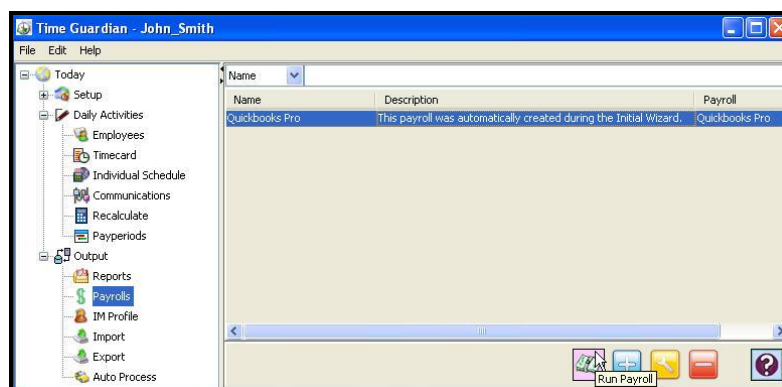 Time Guardian - John_Smith
File Edit Help
Today
Setup
Daily Activities
Employees
Timecard
Individual Schedule
Communications
Recalculate
Payperiods
Output
Reports
Payrolls
IM Profile
Import
Export
Auto Process
Name
Name Description Payroll
Quickbooks Pro This payroll was automatically created during the Initial Wizard. Quickbooks Pro
Run Payroll